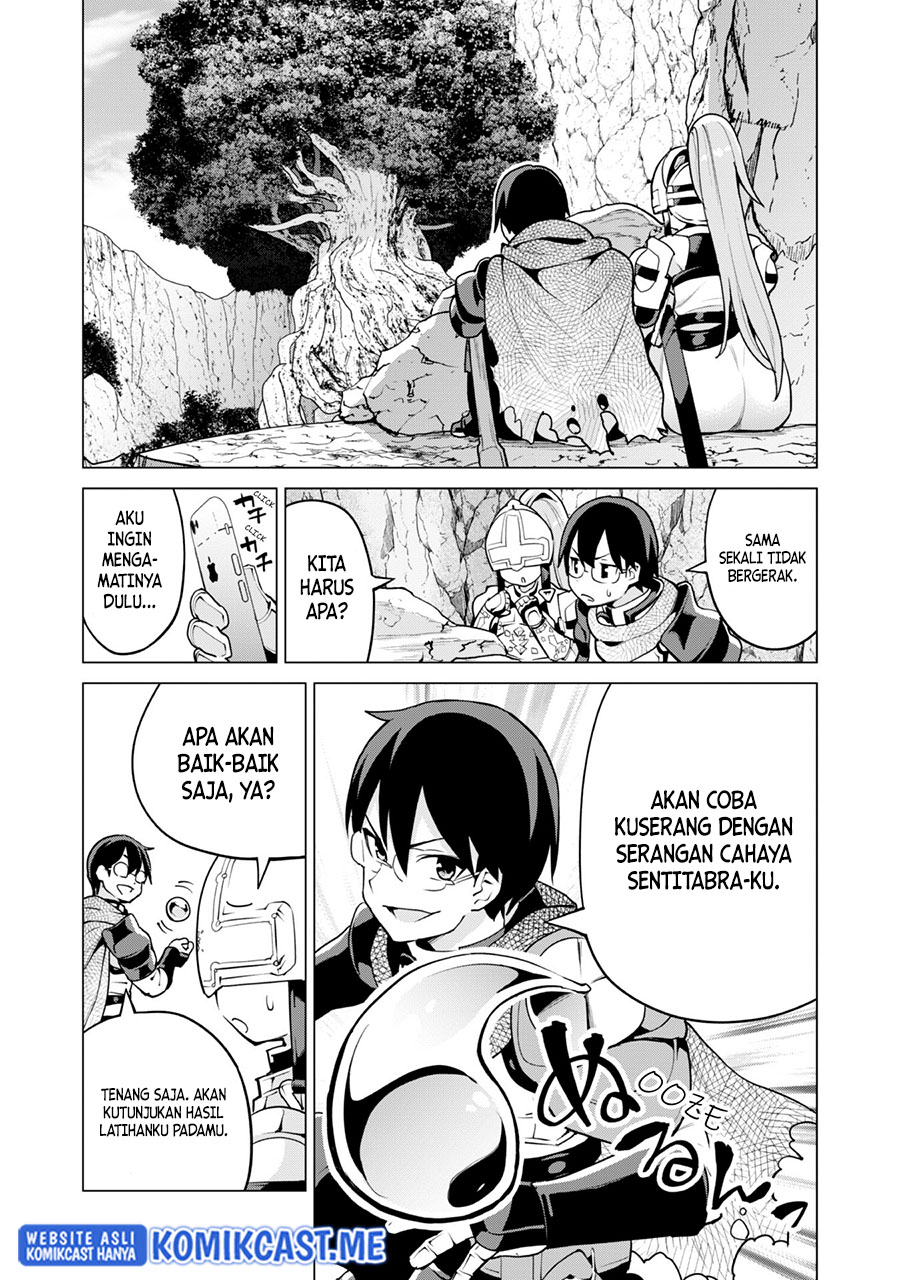 SAMA
SEKALI TIDAK
BERGERAK.
KITA
HARUS
APA?
AKU
INGIN
MENGA-
MATINYA
DULU...
CLICK
カチ
CLICK
カチ
AKAN COBA
KUSERANG DENGAN
SERANGAN CAHAYA
SENTITABRA-KU.
OOZE
ぬるんっ
APA AKAN
BAIK-BAIK
SAJA, YA?
TENANG SAJA. AKAN
KUTUNJUKAN HASIL
LATIHANKU PADAMU.
WEBSITE ASLI
KOMIKCAST HANYA
KOMIKCAST.ME